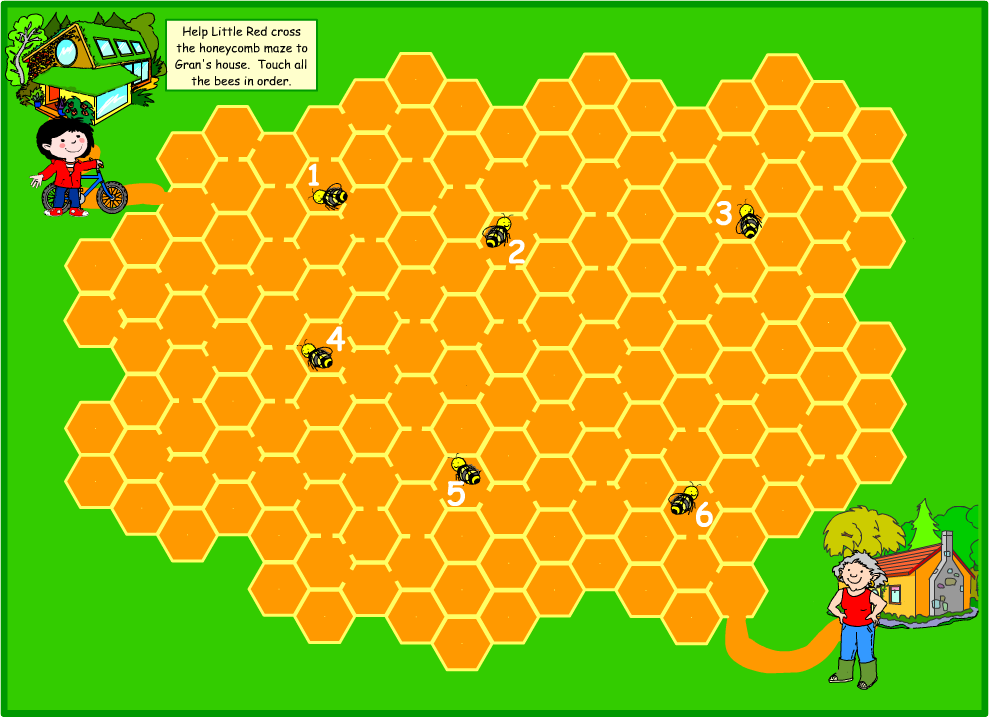 Help Little Red cross
the honeycomb maze to
Gran's house. Touch all
the bees in order.
1
2
3
4
5
6